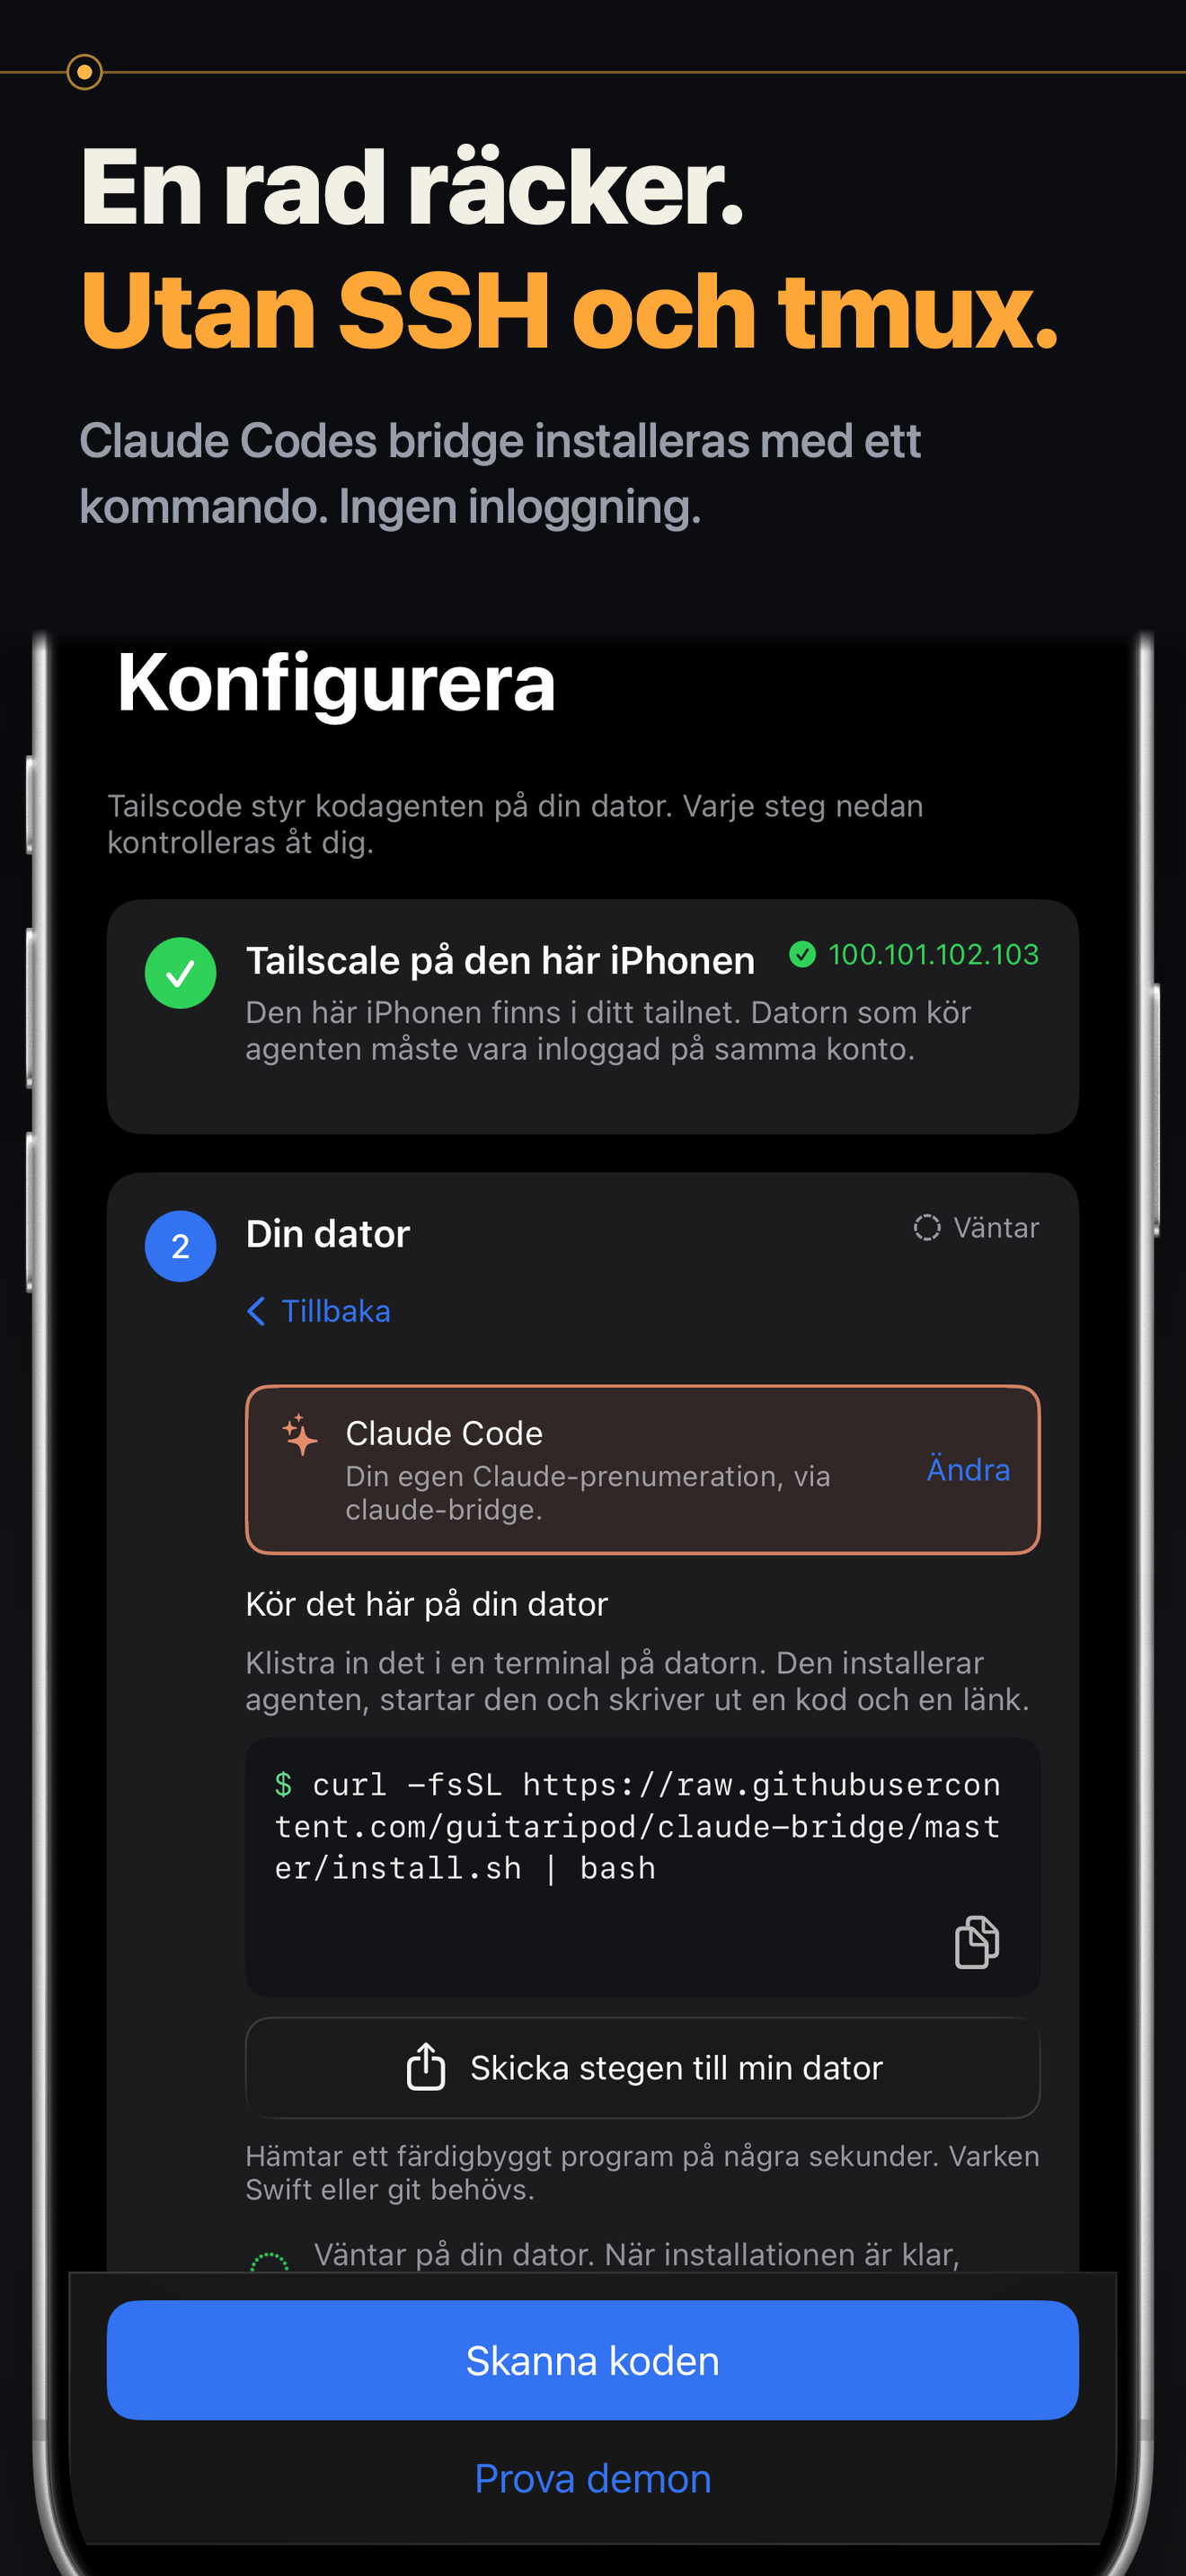 En rad räcker.
Utan SSH och tmux.
Claude Codes bridge installeras med ett
kommando. Ingen inloggning.
Konfigurera
Tailscode styr kodagenten på din dator. Varje steg nedan
kontrolleras åt dig.
Tailscale på den här iPhonen
100.101.102.103
Den här iPhonen finns i ditt tailnet. Datorn som kör
agenten måste vara inloggad på samma konto.
2
Din dator
Väntar
Tillbaka
Claude Code
Din egen Claude-prenumeration, via
claude-bridge.
Ändra
Kör det här på din dator
Klistra in det i en terminal på datorn. Den installerar
agenten, startar den och skriver ut en kod och en länk.
$ curl -fsSL https://raw.githubusercon
tent.com/guitaripod/claude-bridge/mast
er/install.sh | bash
Skicka stegen till min dator
Hämtar ett färdigbyggt program på några sekunder. Varken
Swift eller git behövs.
Väntar på din dator. När installationen är klar,
Skanna koden
Prova demon